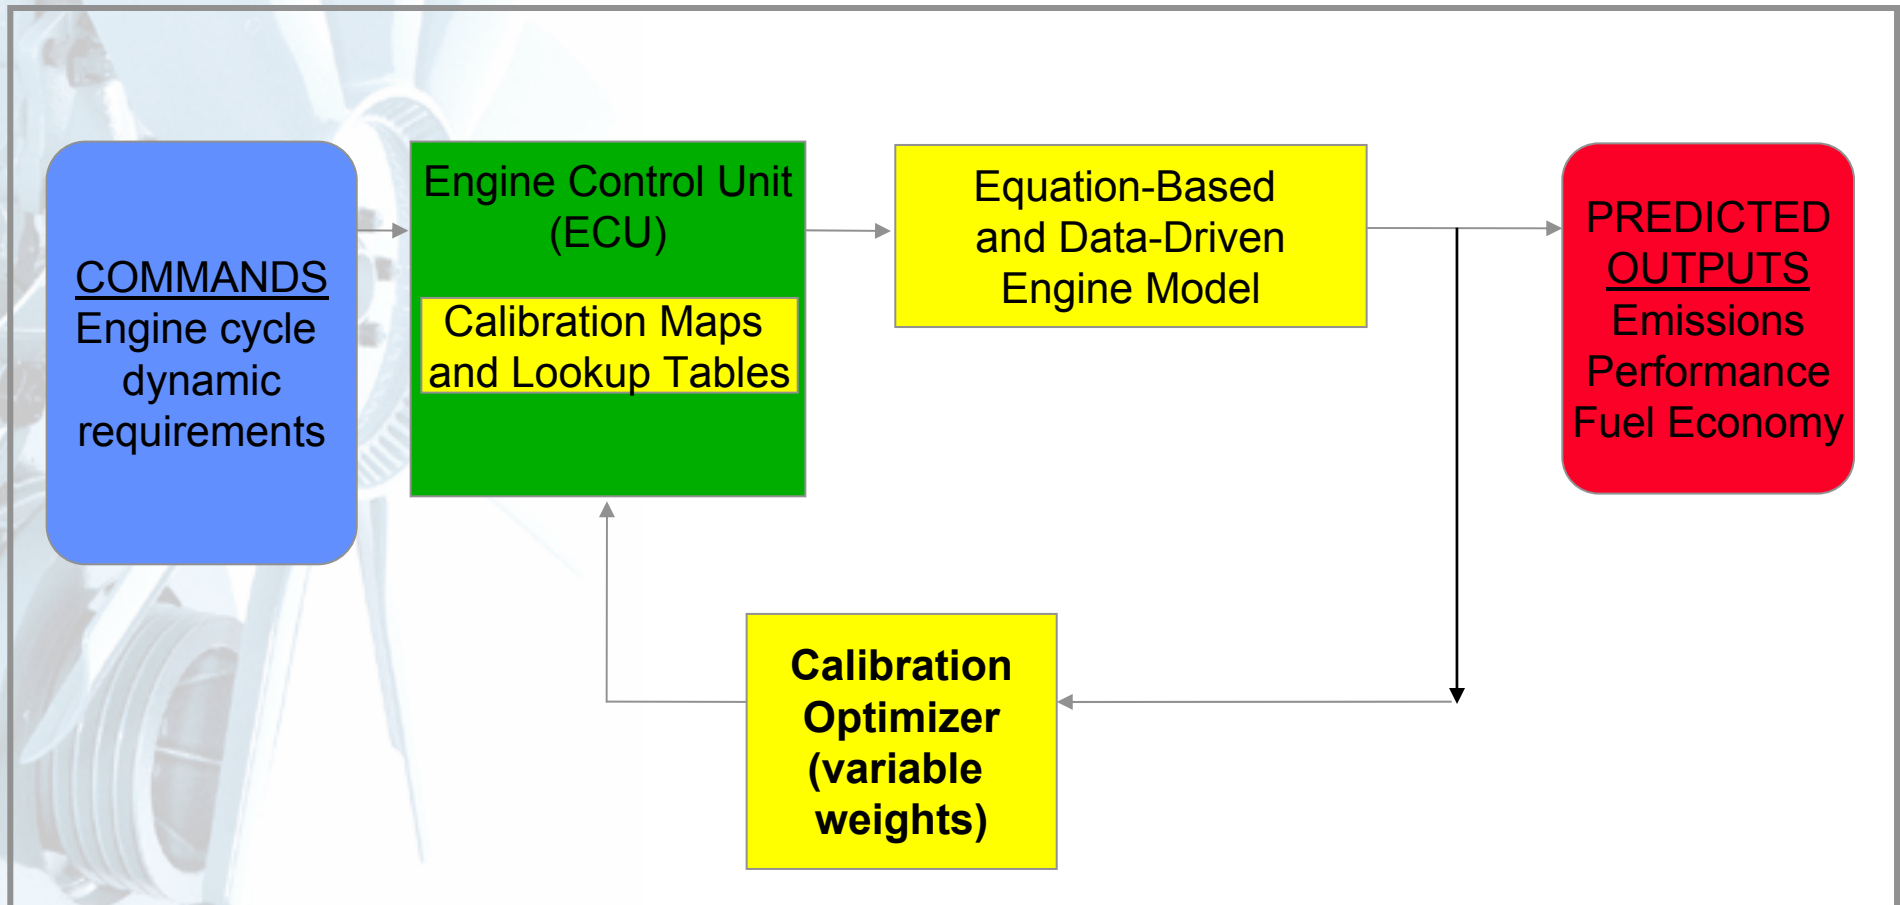 COMMANDS
Engine cycle
dynamic
requirements
Engine Control Unit
(ECU)
Calibration Maps
and Lookup Tables
Equation-Based
and Data-Driven
Engine Model
PREDICTED
OUTPUTS
Emissions
Performance
Fuel Economy
Calibration
Optimizer
(variable
weights)